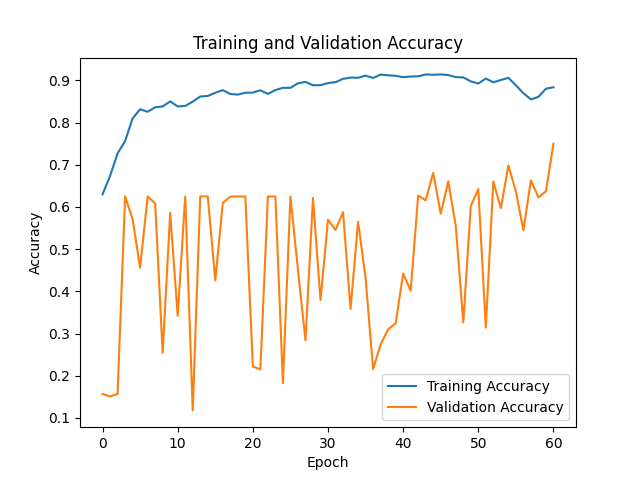 Training and Validation Accuracy
Accuracy
0.9
0.8
0.7
0.6
0.5
0.4
0.3
0.2
0.1
Training Accuracy
Validation Accuracy
0 10 20 30 40 50 60
Epoch